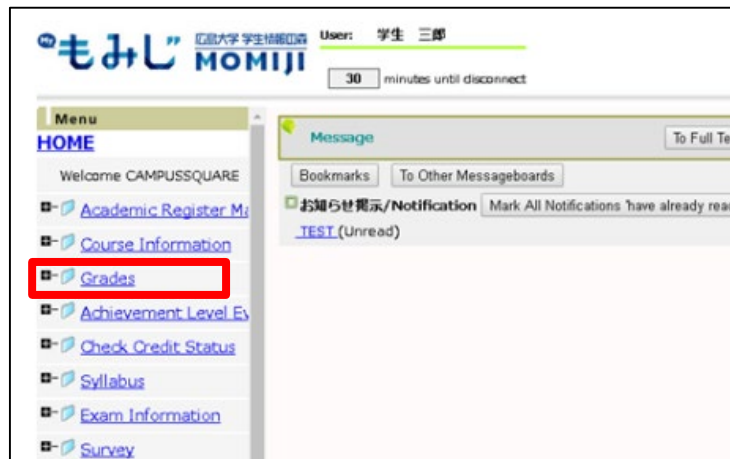 My もみじ 広島大学 学生情報の森 MOMIJI
User: 学生 三郎
30 minutes until disconnect
Menu
HOME
Welcome CAMPUSSQUARE
Academic Register Ma
Course Information
Grades
Achievement Level Ev
Check Credit Status
Syllabus
Exam Information
Survey
Message
To Full Te
Bookmarks To Other Messageboards
お知らせ掲示/Notification Mark All Notifications 'have already read
TEST (Unread)